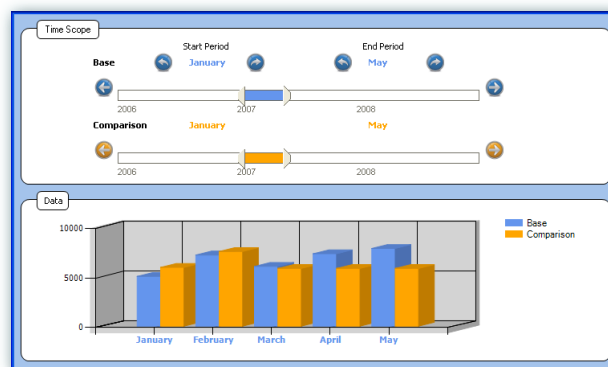 Time Scope
Start Period End Period
Base January May
2006 2007 2008
Comparison January May
2006 2007 2008
Data
10000
5000
0
January February March April May
Base
Comparison